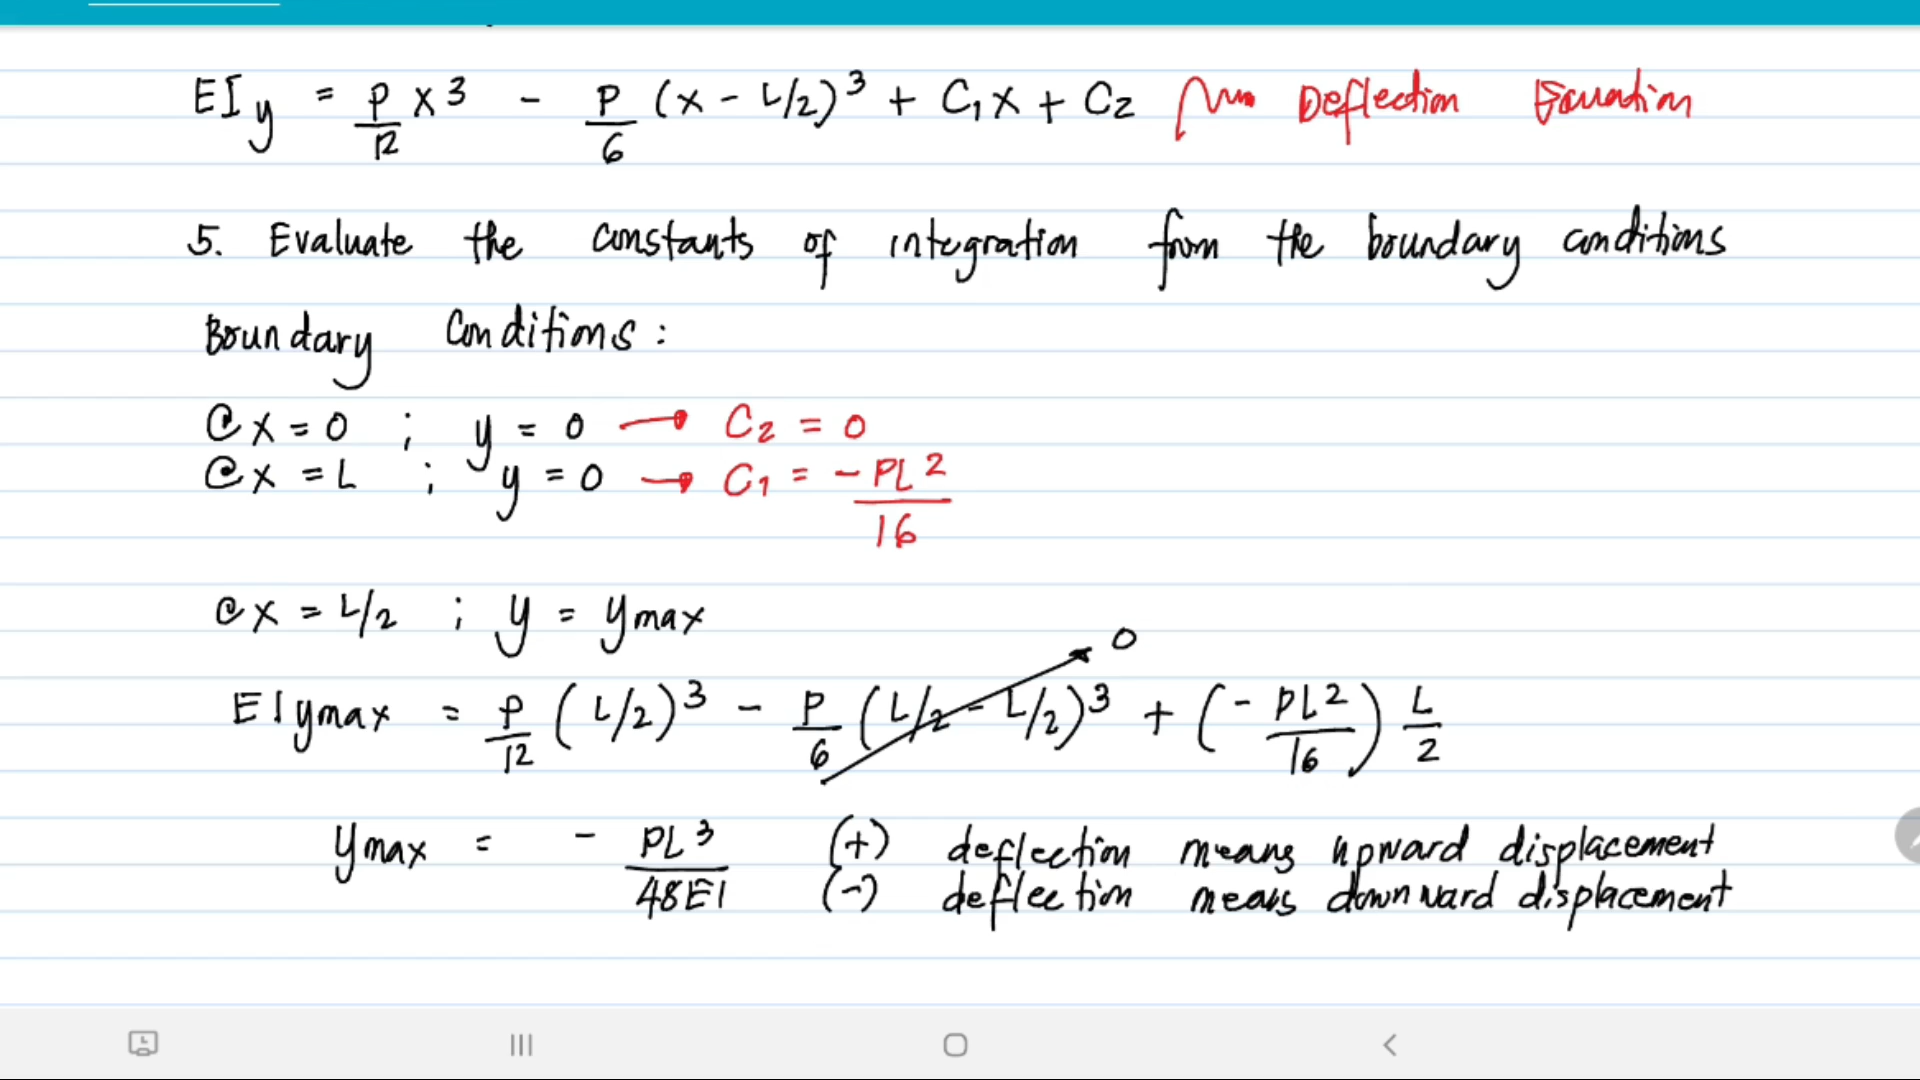 EIy = P/12 x³ - P/6 (x - L/2)³ + C₁x + C₂ Deflection Equation
5. Evaluate the constants of integration from the boundary conditions
Boundary Conditions:
@ x = 0 ; y = 0 → C₂ = 0
@ x = L ; y = 0 → C₁ = -PL²/16
@ x = L/2 ; y = ymax
EIymax = P/12 (L/2)³ - P/6 (L/2 - L/2)³ + (-PL²/16) L/2
0
ymax = - PL³/48EI (+) deflection means upward displacement
(-) deflection means downward displacement